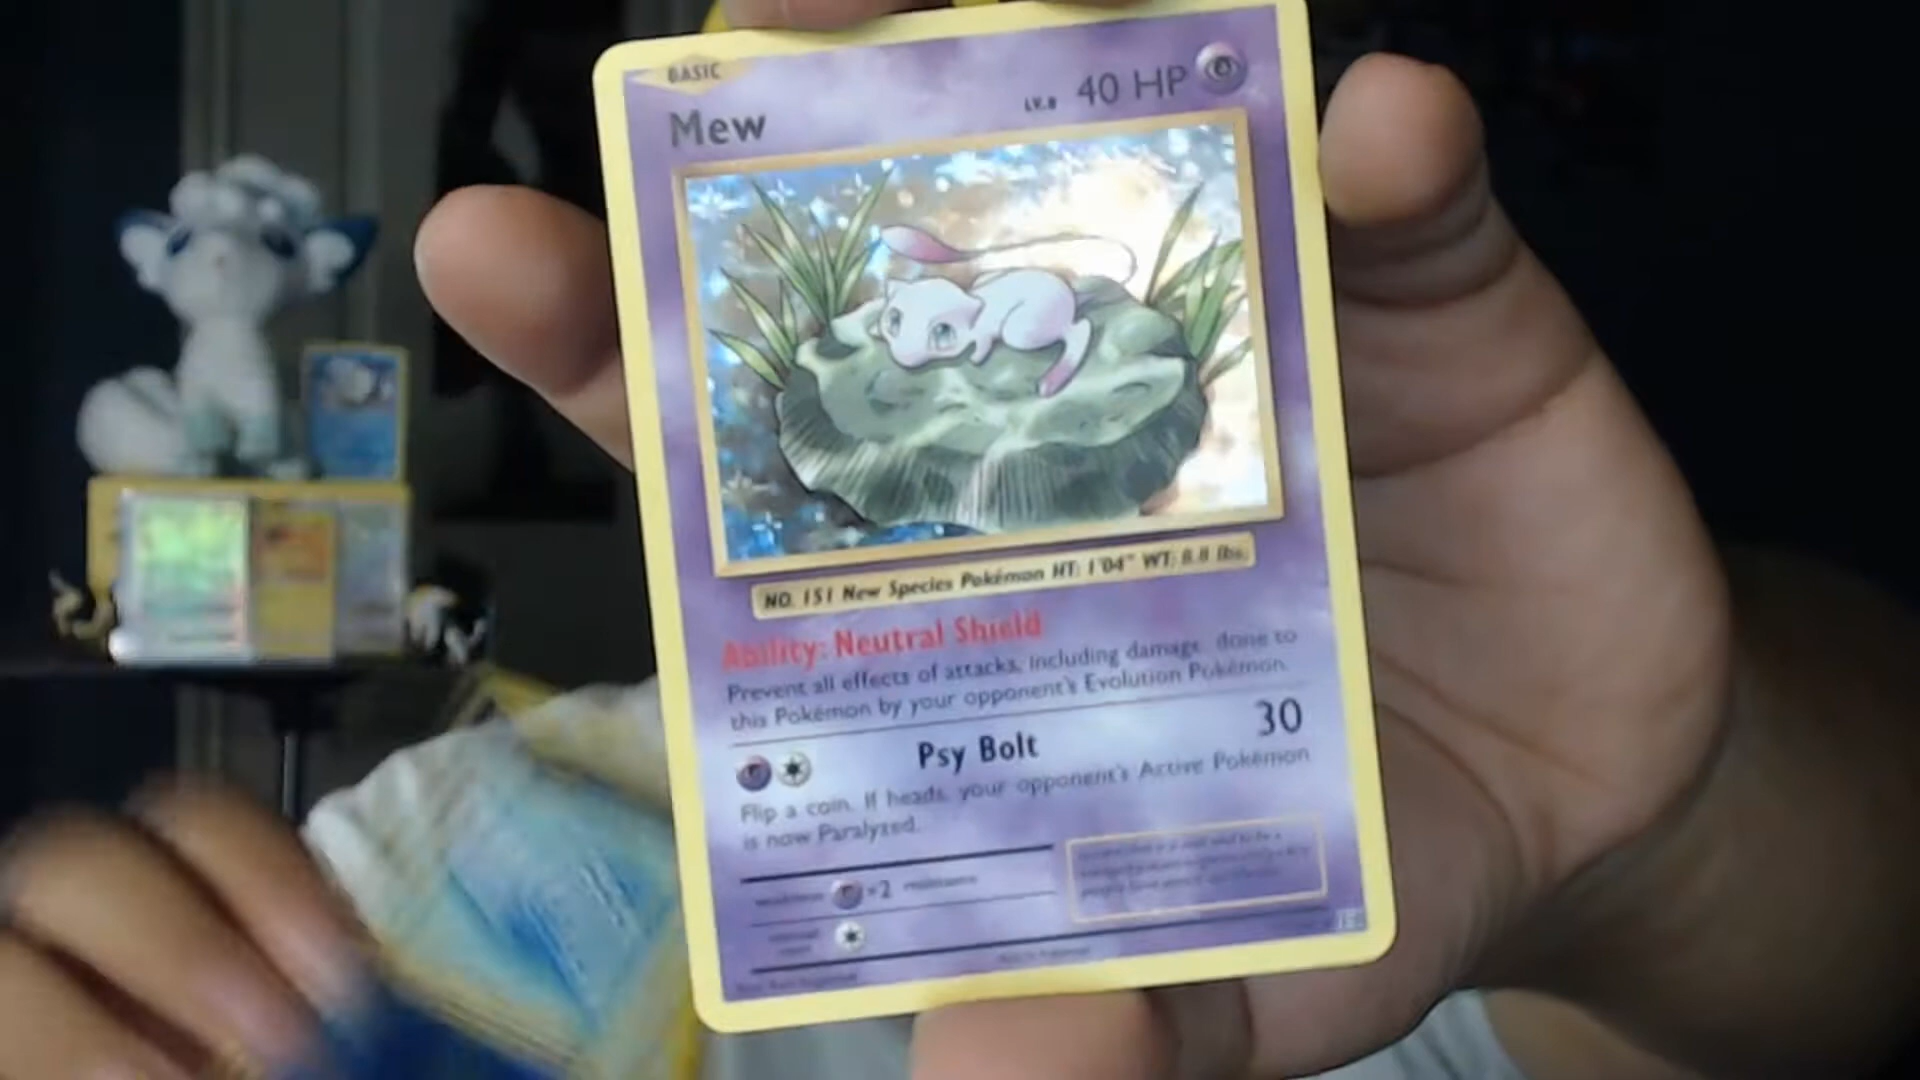 BASIC
Mew
LV.8 40 HP
NO. 151 New Species Pokémon HT: 1'04" WT: 8.8 lbs.
Ability: Neutral Shield
Prevent all effects of attacks, including damage, done to
this Pokémon by your opponent's Evolution Pokémon.
Psy Bolt 30
Flip a coin. If heads, your opponent's Active Pokémon
is now Paralyzed.
weakness ×2 resistance